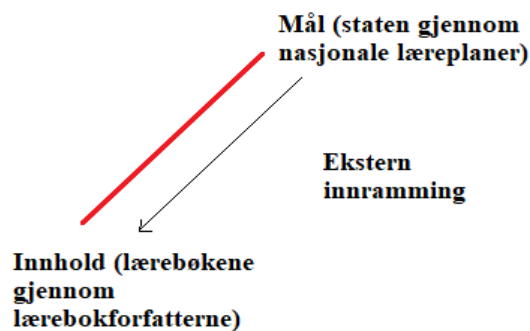 Mål (staten gjennom
nasjonale læreplaner)
Ekstern
innramming
Innhold (lærebøkene
gjennom
lærebokforfatterne)